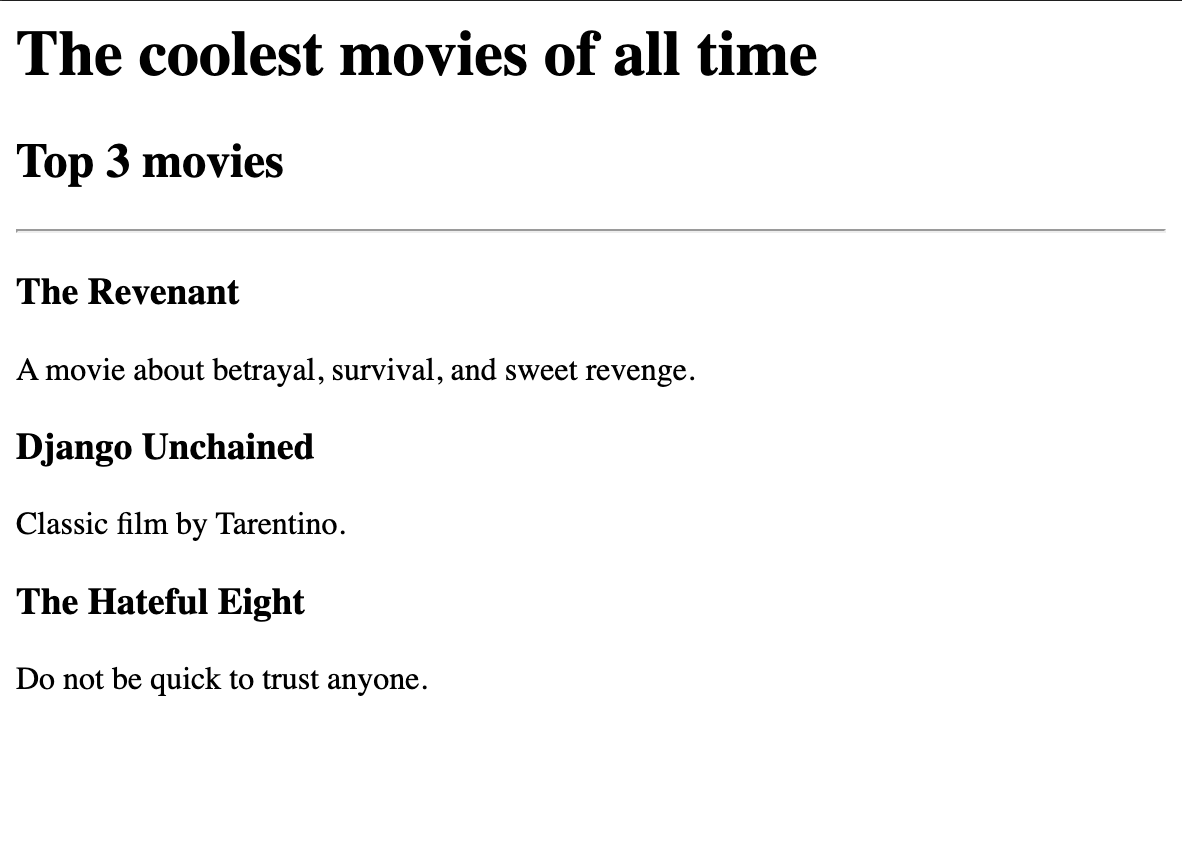 The coolest movies of all time
Top 3 movies
The Revenant
A movie about betrayal, survival, and sweet revenge.
Django Unchained
Classic film by Tarentino.
The Hateful Eight
Do not be quick to trust anyone.